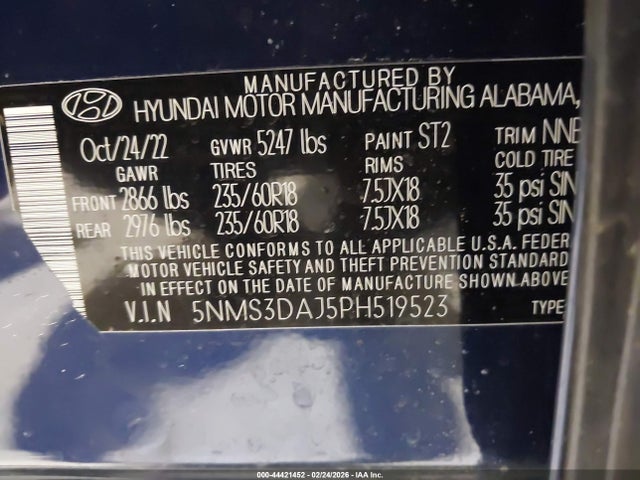 MANUFACTURED BY
HYUNDAI MOTOR MANUFACTURING ALABAMA,
Oct/24/22 GVWR 5247 lbs PAINT ST2 TRIM NNB
GAWR TIRES RIMS COLD TIRE
FRONT 2866 lbs 235/60R18 7.5JX18 35 psi SIN
REAR 2976 lbs 235/60R18 7.5JX18 35 psi SIN
THIS VEHICLE CONFORMS TO ALL APPLICABLE U.S.A. FEDER
MOTOR VEHICLE SAFETY AND THEFT PREVENTION STANDARD
IN EFFECT ON THE DATE OF MANUFACTURE SHOWN ABOVE
V.I.N 5NMS3DAJ5PH519523 TYPE
000-44421452 - 02/24/2026 - IAA Inc.